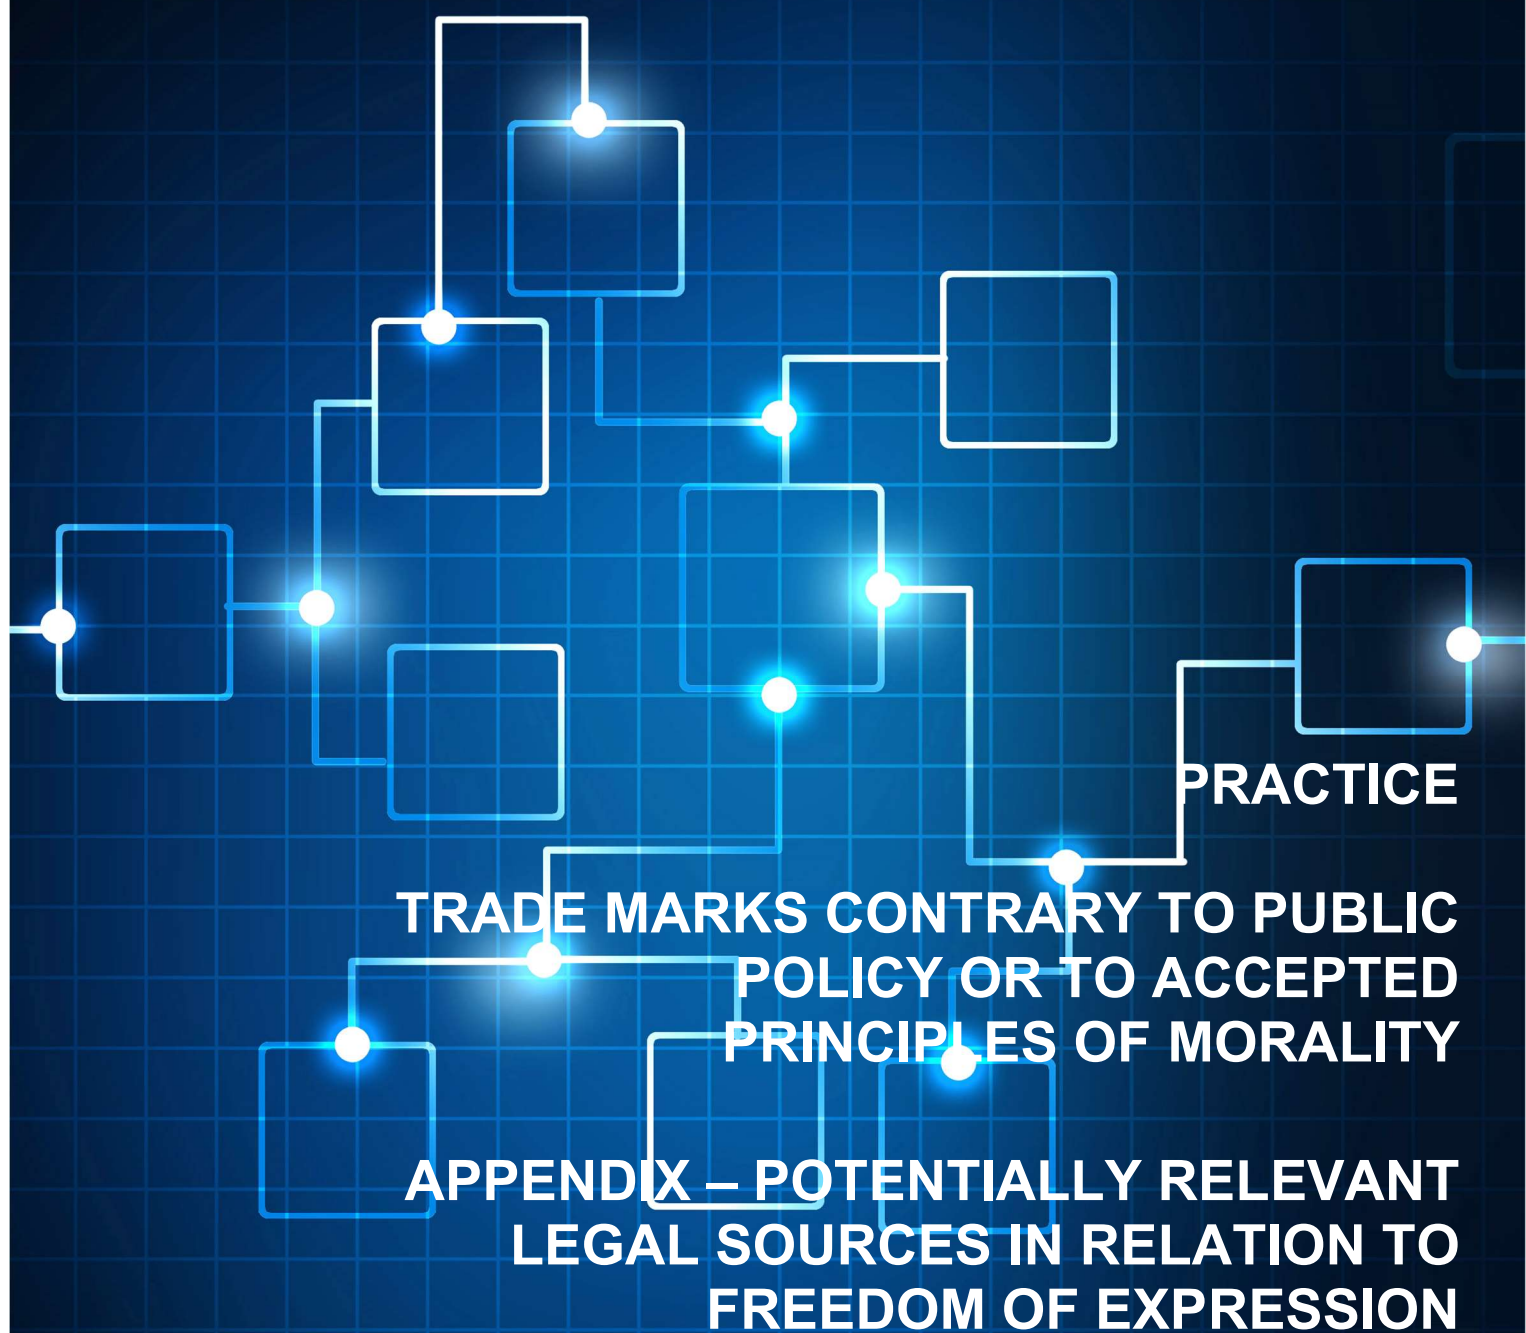 PRACTICE
TRADE MARKS CONTRARY TO PUBLIC
POLICY OR TO ACCEPTED
PRINCIPLES OF MORALITY
APPENDIX – POTENTIALLY RELEVANT
LEGAL SOURCES IN RELATION TO
FREEDOM OF EXPRESSION